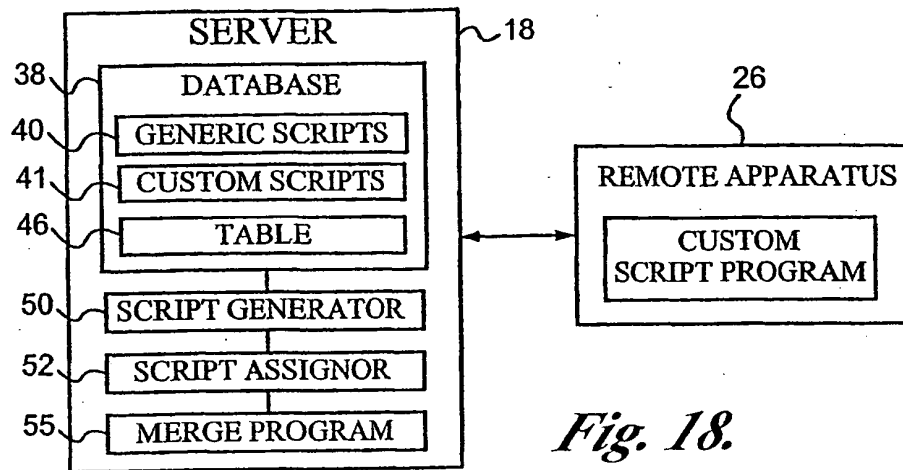 SERVER
18
38
DATABASE
40
GENERIC SCRIPTS
41
CUSTOM SCRIPTS
46
TABLE
50
SCRIPT GENERATOR
52
SCRIPT ASSIGNOR
55
MERGE PROGRAM
26
REMOTE APPARATUS
CUSTOM
SCRIPT PROGRAM
Fig. 18.